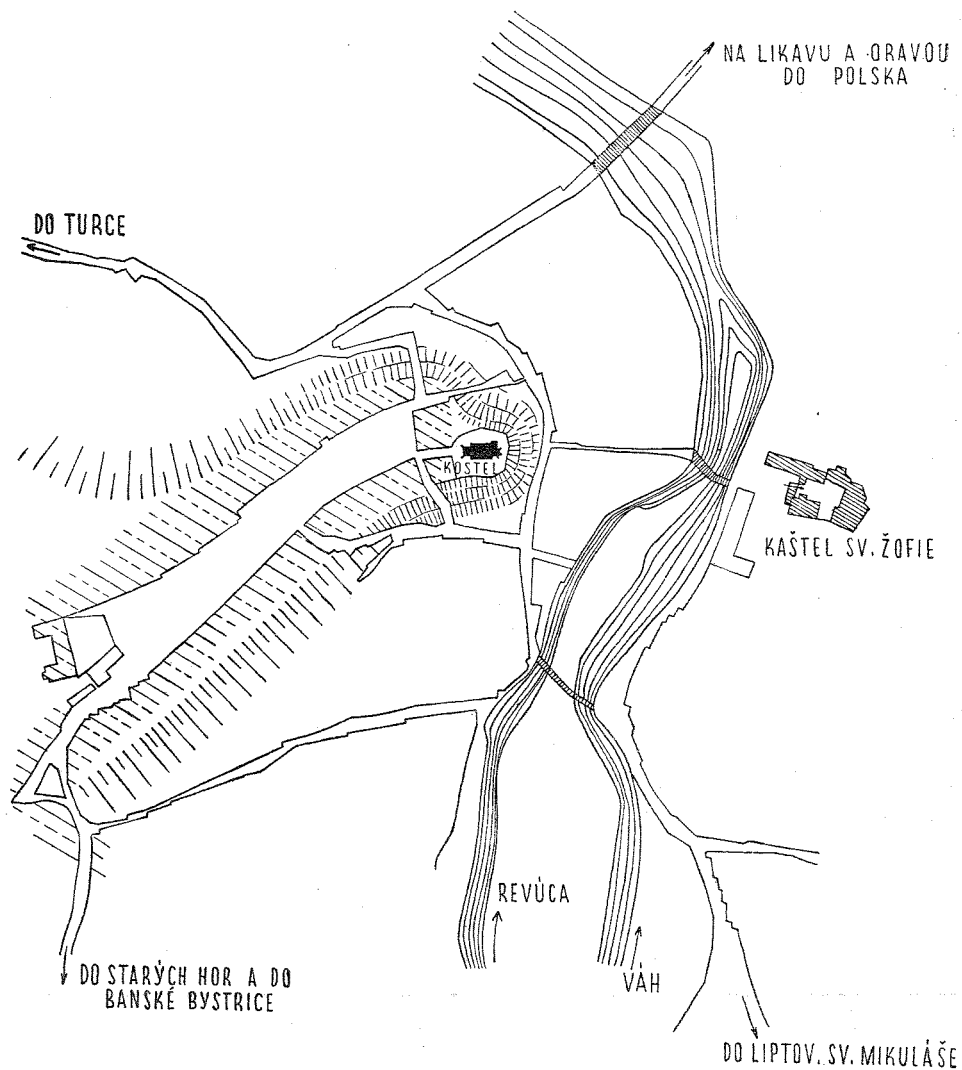 NA LIKAVU A ORAVOU
DO POLSKA
DO TURCE
KOSTEL
KAŠTEL SV. ŽOFIE
REVÚCA
VÁH
DO STARÝCH HOR A DO
BANSKÉ BYSTRICE
DO LIPTOV. SV. MIKULÁŠE